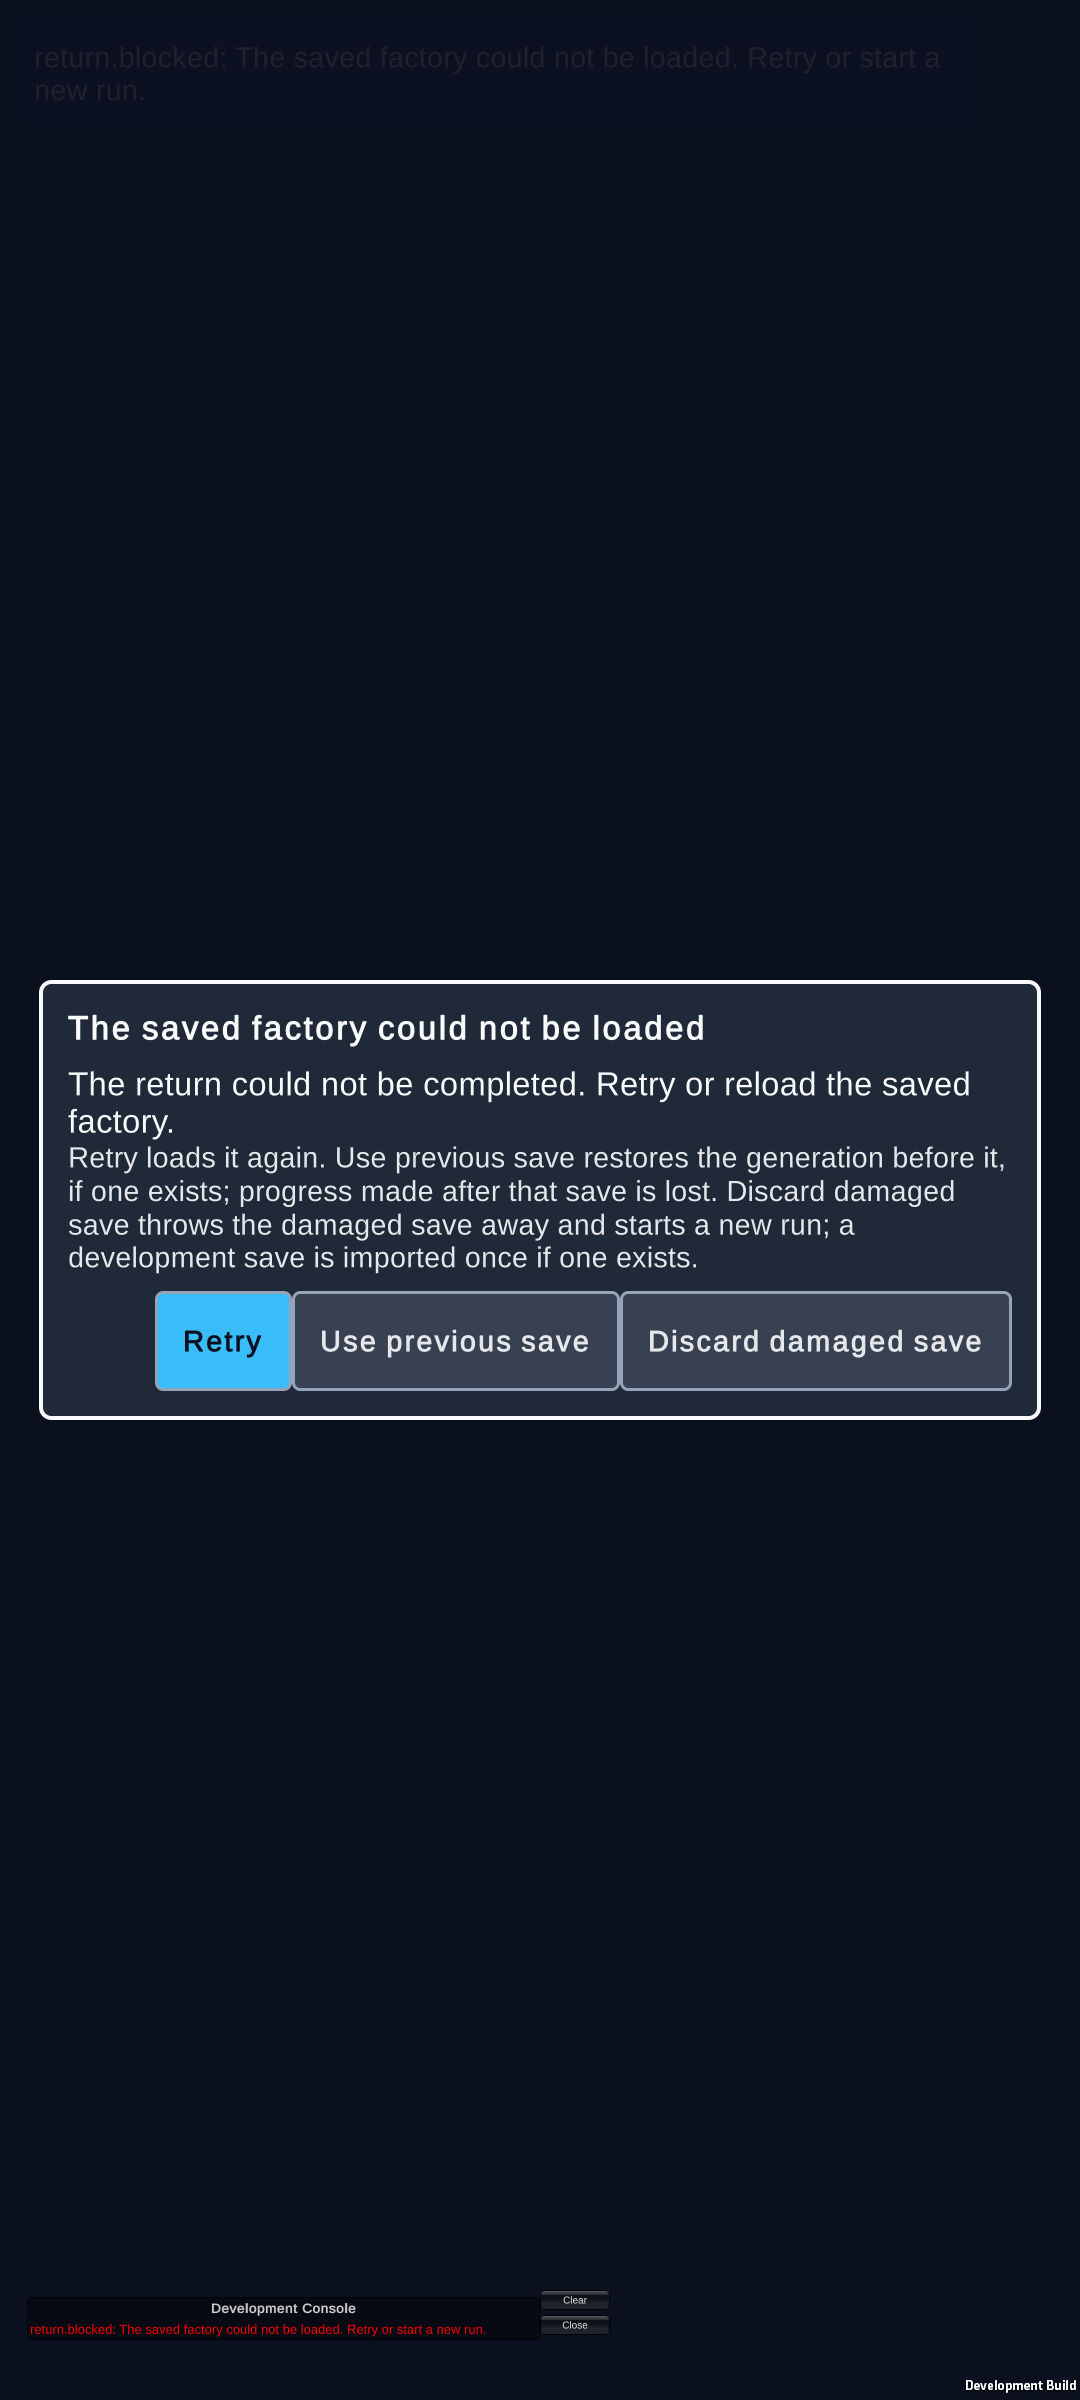 return.blocked: The saved factory could not be loaded. Retry or start a
new run.
The saved factory could not be loaded
The return could not be completed. Retry or reload the saved
factory.
Retry loads it again. Use previous save restores the generation before it,
if one exists; progress made after that save is lost. Discard damaged
save throws the damaged save away and starts a new run; a
development save is imported once if one exists.
Retry
Use previous save
Discard damaged save
Clear
Development Console
Close
return.blocked: The saved factory could not be loaded. Retry or start a new run.
Development Build